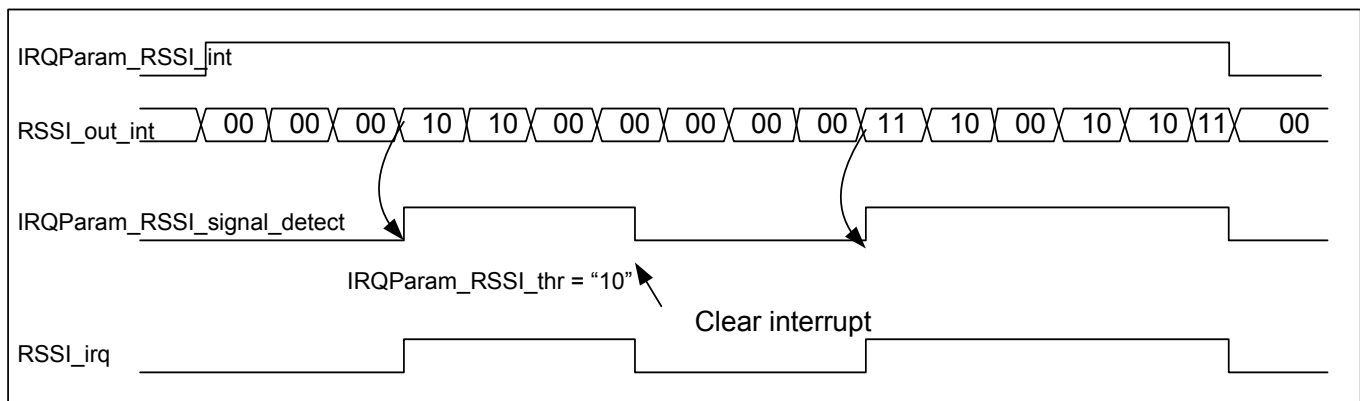 IRQParam_RSSI_int
RSSI_out_int 00 00 00 10 10 00 00 00 00 00 11 10 00 10 10 11 00
IRQParam_RSSI_signal_detect
IRQParam_RSSI_thr = “10”
Clear interrupt
RSSI_irq